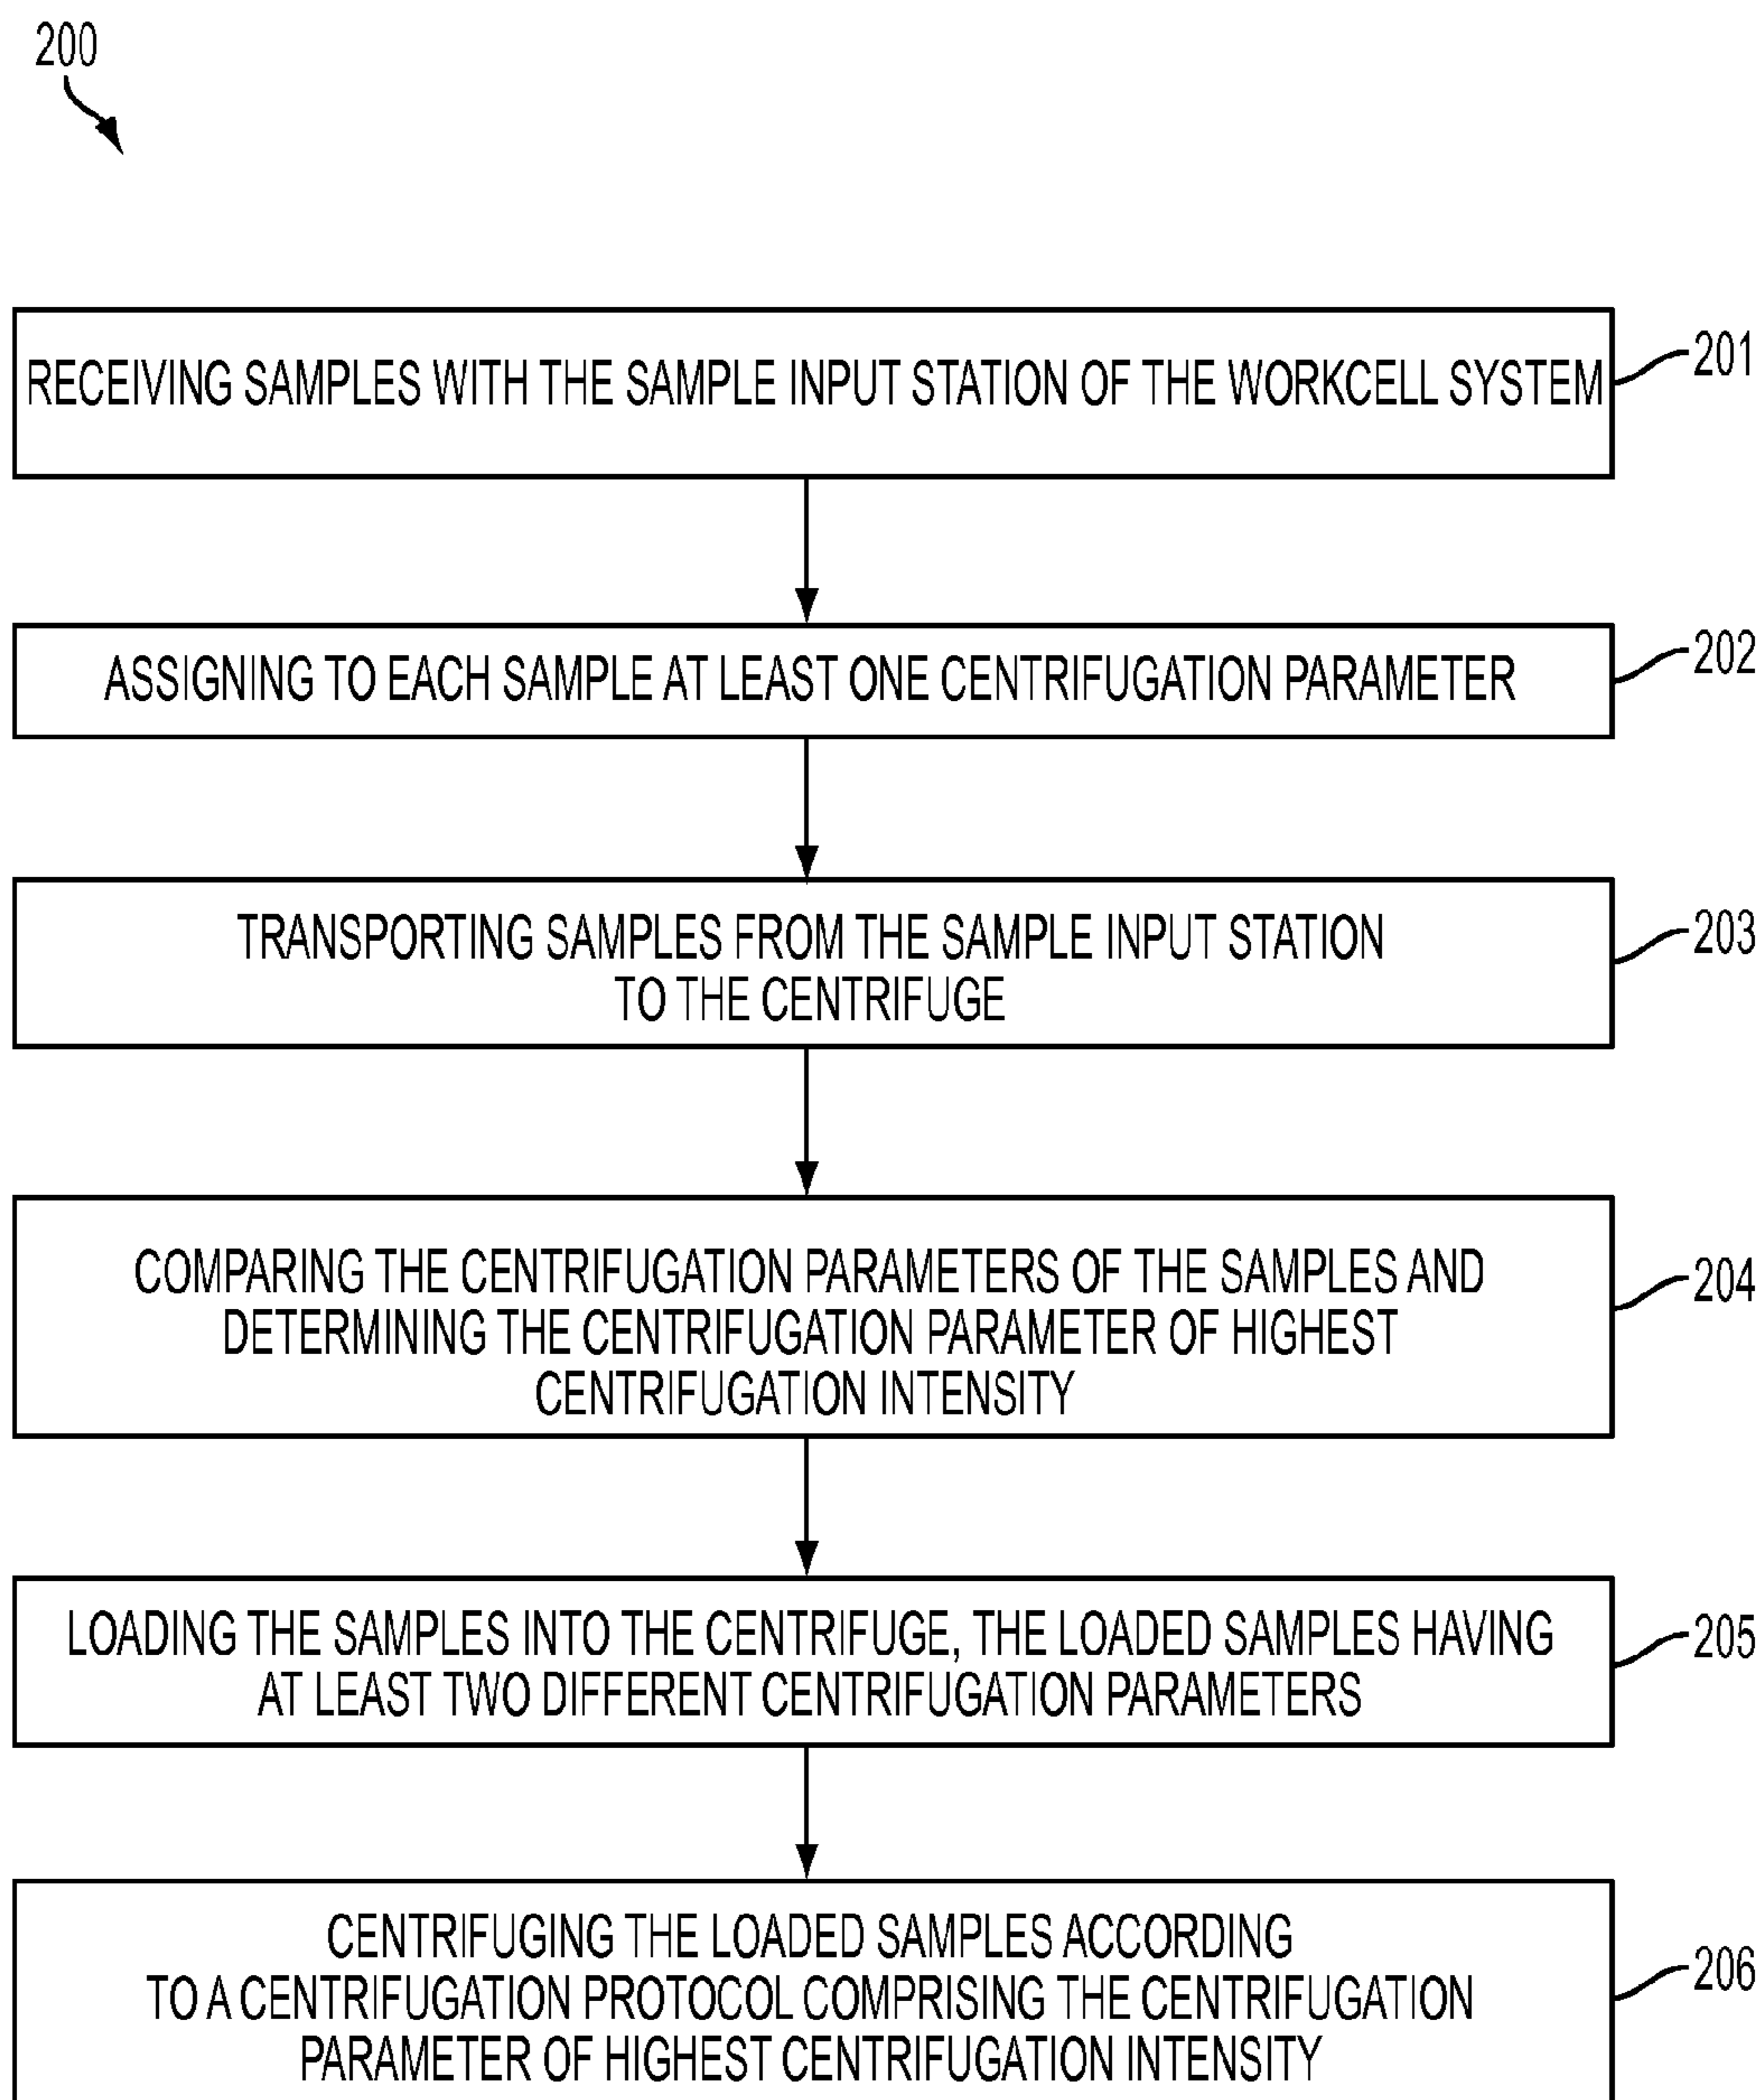 200
RECEIVING SAMPLES WITH THE SAMPLE INPUT STATION OF THE WORKCELL SYSTEM
201
ASSIGNING TO EACH SAMPLE AT LEAST ONE CENTRIFUGATION PARAMETER
202
TRANSPORTING SAMPLES FROM THE SAMPLE INPUT STATION
TO THE CENTRIFUGE
203
COMPARING THE CENTRIFUGATION PARAMETERS OF THE SAMPLES AND
DETERMINING THE CENTRIFUGATION PARAMETER OF HIGHEST
CENTRIFUGATION INTENSITY
204
LOADING THE SAMPLES INTO THE CENTRIFUGE, THE LOADED SAMPLES HAVING
AT LEAST TWO DIFFERENT CENTRIFUGATION PARAMETERS
205
CENTRIFUGING THE LOADED SAMPLES ACCORDING
TO A CENTRIFUGATION PROTOCOL COMPRISING THE CENTRIFUGATION
PARAMETER OF HIGHEST CENTRIFUGATION INTENSITY
206